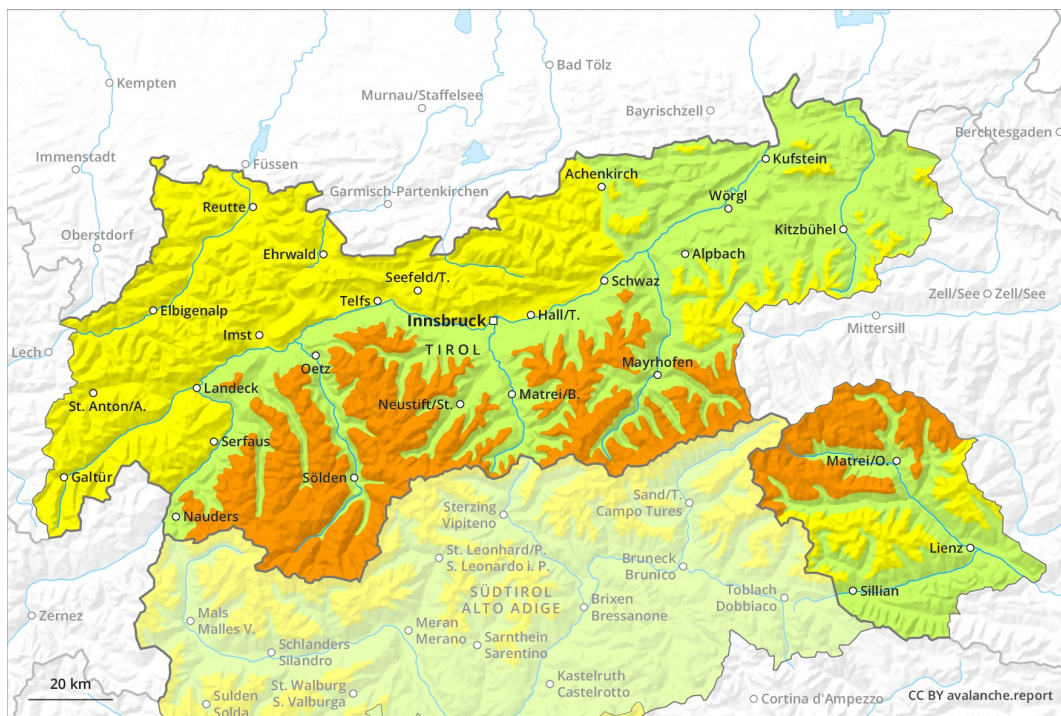 Kempten
Bad Tölz
Murnau/Staffelsee
Bayrischzell
Berchtesgaden
Immenstadt
Füssen
Achenkirch
Kufstein
Garmisch-Partenkirchen
Reutte
Wörgl
Oberstdorf
Kitzbühel
Ehrwald
Alpbach
Seefeld/T.
Schwaz
Zell/See
Zell/See
Telfs
Elbigenalp
Innsbruck
Hall/T.
Mittersill
Imst
Lech
TIROL
Oetz
Mayrhofen
Landeck
Matrei/B.
St. Anton/A.
Neustift/St.
Serfaus
Matrei/O.
Galtür
Sölden
Sand/T.
Campo Tures
Sterzing
Vipiteno
Nauders
Lienz
St. Leonhard/P.
S. Leonardo i. P.
Bruneck
Brunico
SÜDTIROL
ALTO ADIGE
Toblach
Dobbiaco
Sillian
Zernez
Mals
Malles V.
Brixen
Bressanone
Meran
Merano
Schlanders
Silandro
Sarnthein
Sarentino
Kastelruth
Castelrotto
20 km
St. Walburg
S. Valburga
Sulden
Solda
Cortina d'Ampezzo
CC BY avalanche.report